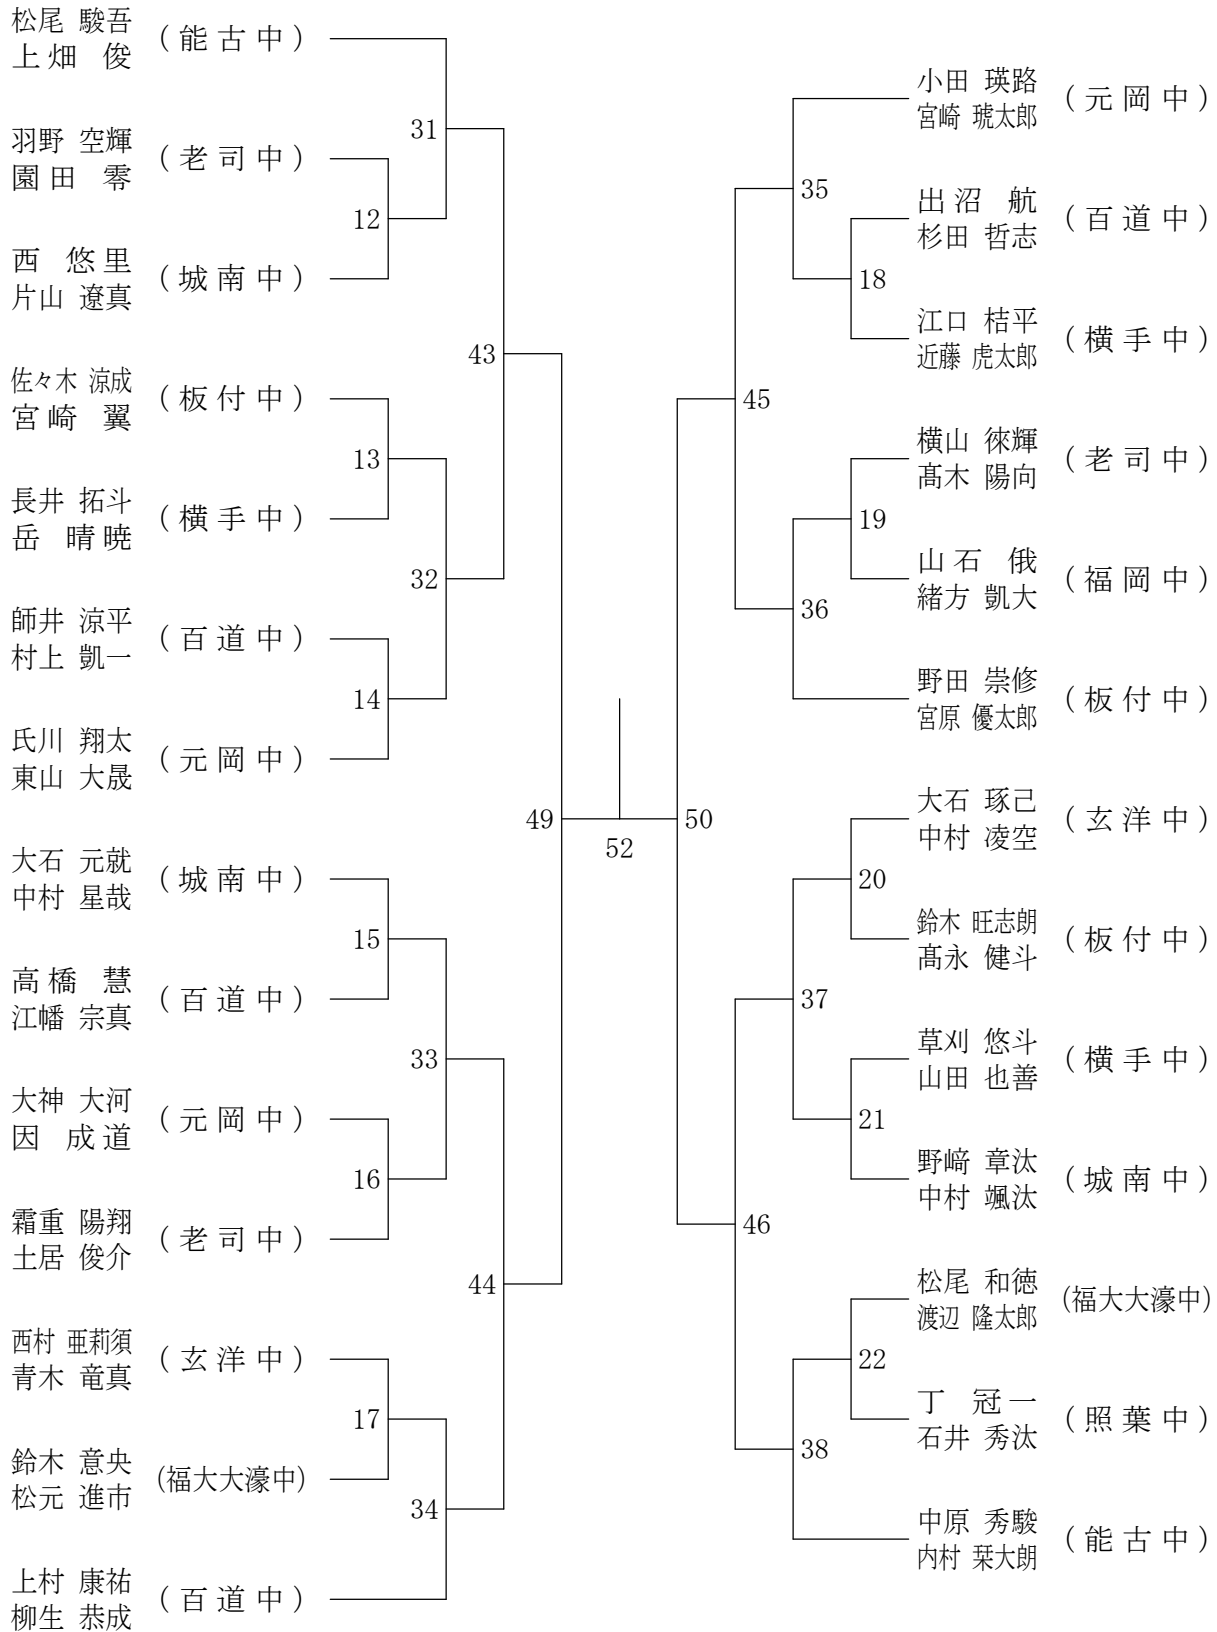 松尾 駿吾
上畑 俊
(能古中)
羽野 空輝
園田 零
(老司中)
西 悠里
片山 遼真
(城南中)
佐々木 涼成
宮崎 翼
(板付中)
長井 拓斗
岳 晴暁
(横手中)
師井 涼平
村上 凱一
(百道中)
氏川 翔太
東山 大晟
(元岡中)
大石 元就
中村 星哉
(城南中)
高橋 慧
江幡 宗真
(百道中)
大神 大河
因 成道
(元岡中)
霜重 陽翔
土居 俊介
(老司中)
西村 亜莉須
青木 竜真
(玄洋中)
鈴木 意央
松元 進市
(福大大濠中)
上村 康祐
柳生 恭成
(百道中)
12
13
14
15
16
17
31
32
33
34
43
44
49
52
50
45
46
35
36
37
38
18
19
20
21
22
小田 瑛路
宮崎 琥太郎
(元岡中)
出沼 航
杉田 哲志
(百道中)
江口 桔平
近藤 虎太郎
(横手中)
横山 徠輝
髙木 陽向
(老司中)
山石 俄
緒方 凱大
(福岡中)
野田 崇修
宮原 優太郎
(板付中)
大石 琢己
中村 凌空
(玄洋中)
鈴木 旺志朗
髙永 健斗
(板付中)
草刈 悠斗
山田 也善
(横手中)
野﨑 章汰
中村 颯汰
(城南中)
松尾 和徳
渡辺 隆太郎
(福大大濠中)
丁 冠一
石井 秀汰
(照葉中)
中原 秀駿
内村 栞大朗
(能古中)